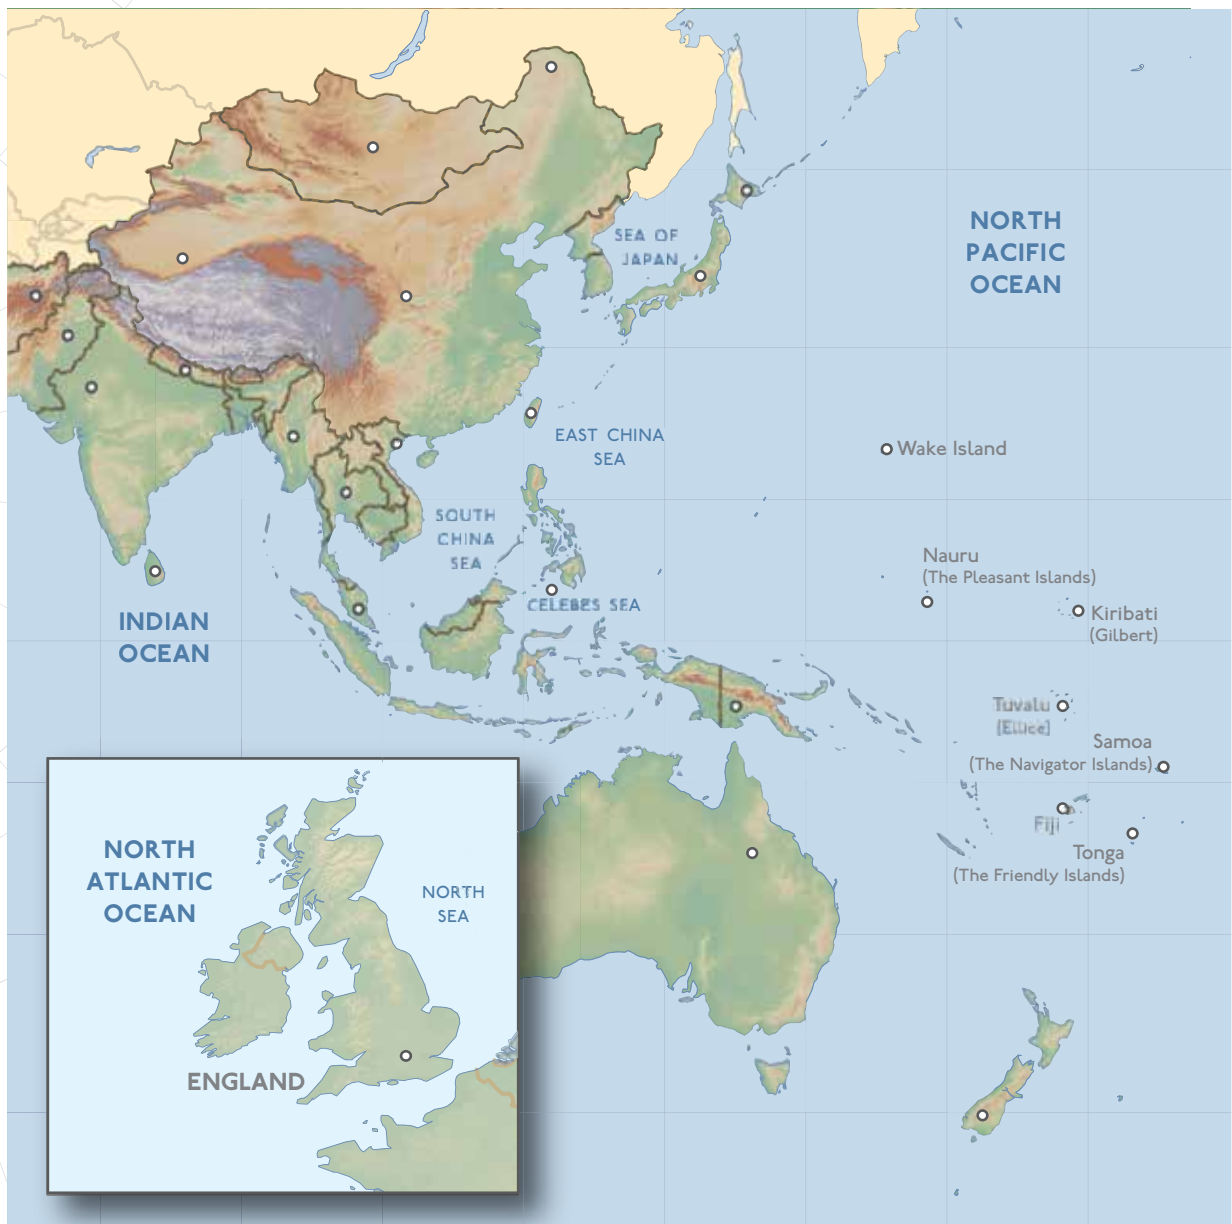 SEA OF
JAPAN
NORTH
PACIFIC
OCEAN
EAST CHINA
SEA
Wake Island
SOUTH
CHINA
SEA
Nauru
(The Pleasant Islands)
CELEBES SEA
Kiribati
(Gilbert)
INDIAN
OCEAN
Tuvalu
(Ellice)
Samoa
(The Navigator Islands)
Fiji
Tonga
(The Friendly Islands)
NORTH
ATLANTIC
OCEAN
NORTH
SEA
ENGLAND